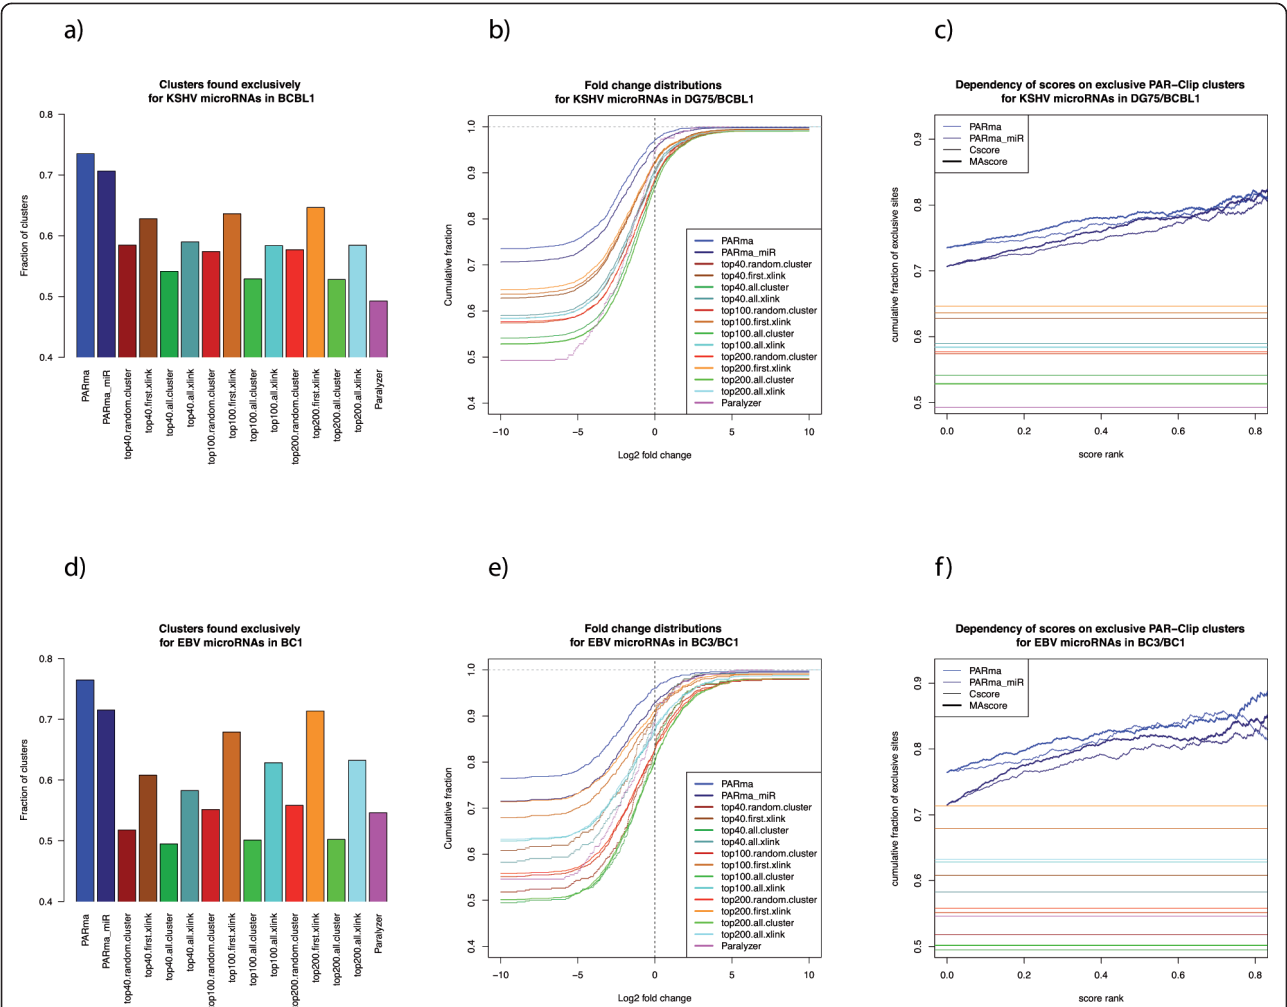 a)
Clusters found exclusively
for KSHV microRNAs in BCBL1
Fraction of clusters
0.8
0.7
0.6
0.5
0.4
PARma
PARma_miR
top40.random.cluster
top40.first.xlink
top40.all.cluster
top40.all.xlink
top100.random.cluster
top100.first.xlink
top100.all.cluster
top100.all.xlink
top200.random.cluster
top200.first.xlink
top200.all.cluster
top200.all.xlink
Paralyzer
b)
Fold change distributions
for KSHV microRNAs in DG75/BCBL1
Cumulative fraction
1.0
0.9
0.8
0.7
0.6
0.5
0.4
PARma
PARma_miR
top40.random.cluster
top40.first.xlink
top40.all.cluster
top40.all.xlink
top100.random.cluster
top100.first.xlink
top100.all.cluster
top100.all.xlink
top200.random.cluster
top200.first.xlink
top200.all.cluster
top200.all.xlink
Paralyzer
−10 −5 0 5 10
Log2 fold change
c)
Dependency of scores on exclusive PAR−Clip clusters
for KSHV microRNAs in DG75/BCBL1
cumulative fraction of exclusive sites
PARma
PARma_miR
Cscore
MAscore
0.9
0.8
0.7
0.6
0.5
0.0 0.2 0.4 0.6 0.8
score rank
d)
Clusters found exclusively
for EBV microRNAs in BC1
Fraction of clusters
0.8
0.7
0.6
0.5
0.4
PARma
PARma_miR
top40.random.cluster
top40.first.xlink
top40.all.cluster
top40.all.xlink
top100.random.cluster
top100.first.xlink
top100.all.cluster
top100.all.xlink
top200.random.cluster
top200.first.xlink
top200.all.cluster
top200.all.xlink
Paralyzer
e)
Fold change distributions
for EBV microRNAs in BC3/BC1
Cumulative fraction
1.0
0.9
0.8
0.7
0.6
0.5
0.4
PARma
PARma_miR
top40.random.cluster
top40.first.xlink
top40.all.cluster
top40.all.xlink
top100.random.cluster
top100.first.xlink
top100.all.cluster
top100.all.xlink
top200.random.cluster
top200.first.xlink
top200.all.cluster
top200.all.xlink
Paralyzer
−10 −5 0 5 10
Log2 fold change
f)
Dependency of scores on exclusive PAR−Clip clusters
for EBV microRNAs in BC3/BC1
cumulative fraction of exclusive sites
PARma
PARma_miR
Cscore
MAscore
0.9
0.8
0.7
0.6
0.5
0.0 0.2 0.4 0.6 0.8
score rank